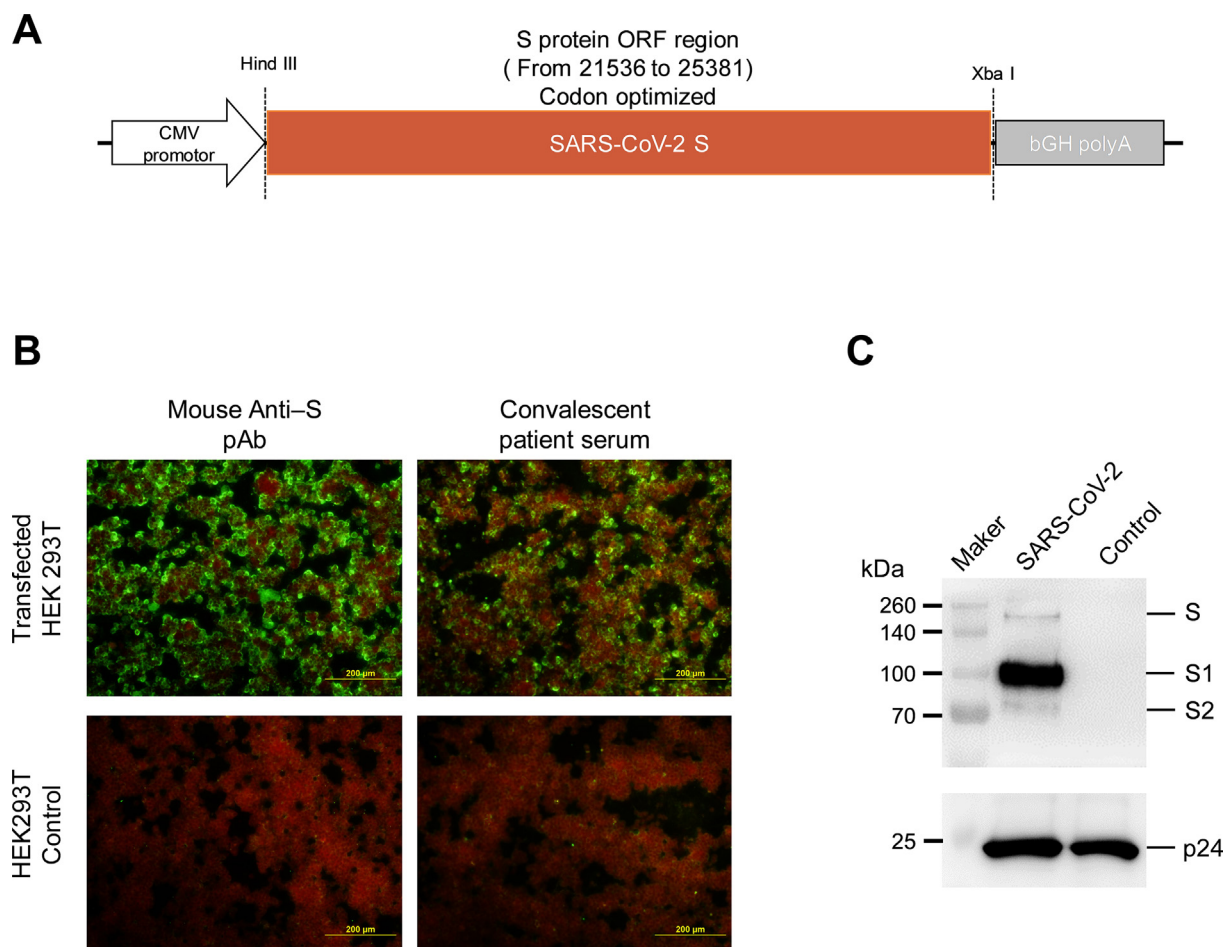 A
S protein ORF region
( From 21536 to 25381)
Codon optimized
Hind III
Xba I
CMV
promotor
SARS-CoV-2 S
bGH polyA
B
Mouse Anti–S
pAb
Convalescent
patient serum
Transfected
HEK 293T
200 µm
200 µm
HEK293T
Control
200 µm
200 µm
C
kDa
Maker
SARS-CoV-2
Control
260
140
100
70
S
S1
S2
25
p24